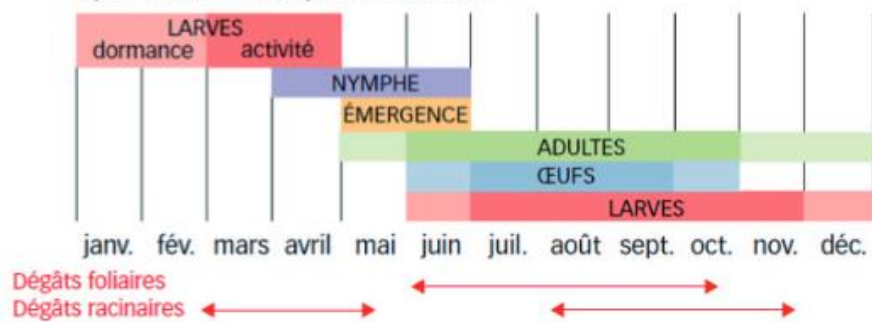 LARVES
dormance activité
NYMPHE
ÉMERGENCE
ADULTES
ŒUFS
LARVES
janv. fév. mars avril mai juin juil. août sept. oct. nov. déc.
Dégâts foliaires
Dégâts racinaires